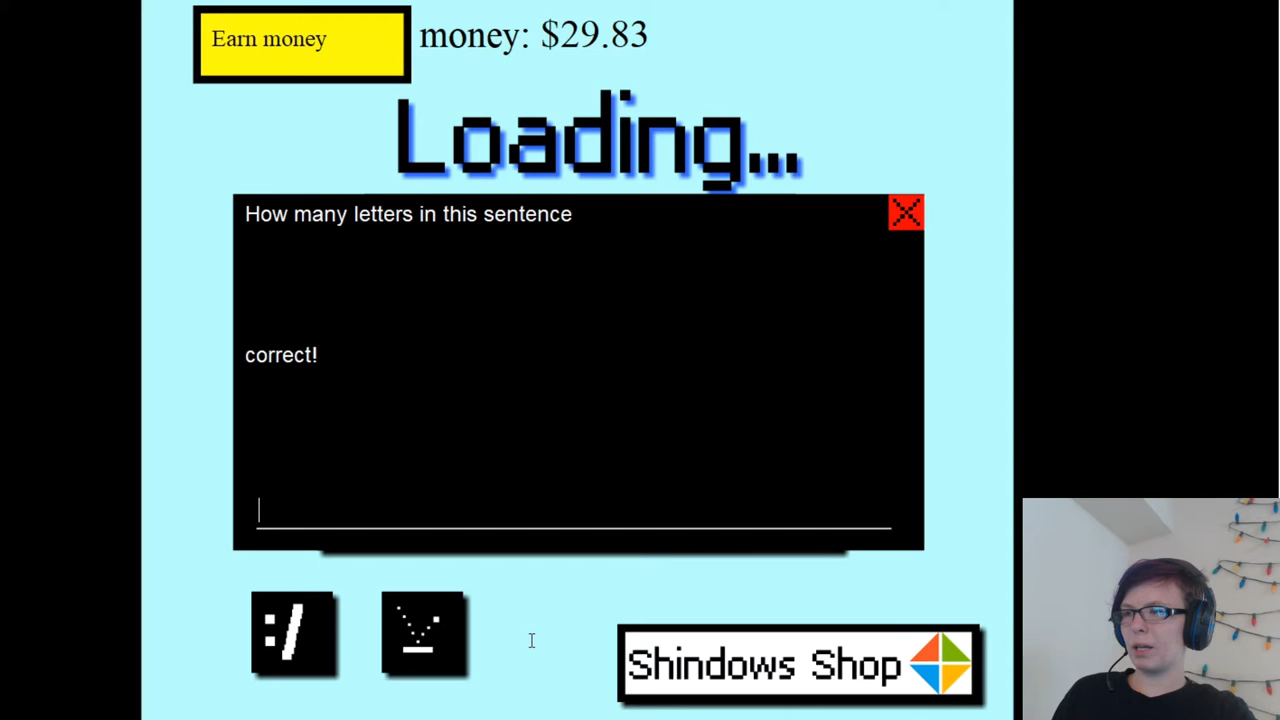 Earn money
money: $29.83
Loading...
How many letters in this sentence
correct!
:/
Shindows Shop